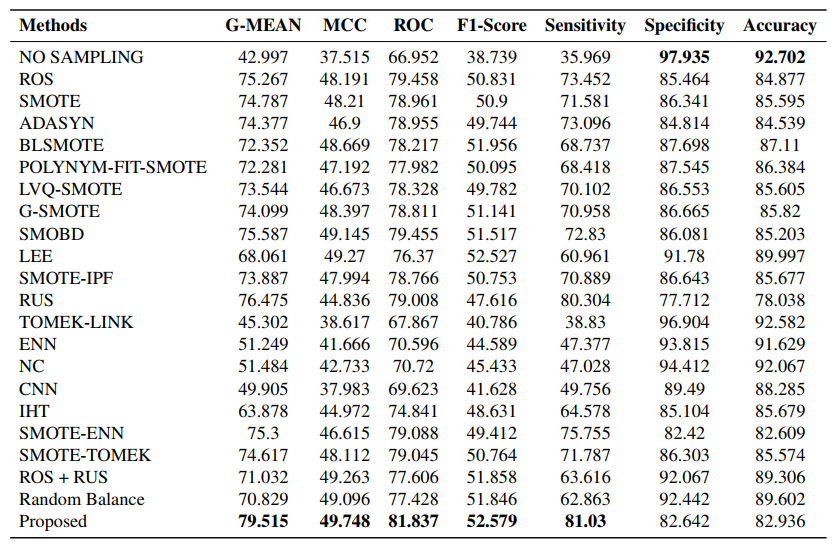 Methods G-MEAN MCC ROC F1-Score Sensitivity Specificity Accuracy
NO SAMPLING 42.997 37.515 66.952 38.739 35.969 97.935 92.702
ROS 75.267 48.191 79.458 50.831 73.452 85.464 84.877
SMOTE 74.787 48.21 78.961 50.9 71.581 86.341 85.595
ADASYN 74.377 46.9 78.955 49.744 73.096 84.814 84.539
BLSMOTE 72.352 48.669 78.217 51.956 68.737 87.698 87.11
POLYNYM-FIT-SMOTE 72.281 47.192 77.982 50.095 68.418 87.545 86.384
LVQ-SMOTE 73.544 46.673 78.328 49.782 70.102 86.553 85.605
G-SMOTE 74.099 48.397 78.811 51.141 70.958 86.665 85.82
SMOBD 75.587 49.145 79.455 51.517 72.83 86.081 85.203
LEE 68.061 49.27 76.37 52.527 60.961 91.78 89.997
SMOTE-IPF 73.887 47.994 78.766 50.753 70.889 86.643 85.677
RUS 76.475 44.836 79.008 47.616 80.304 77.712 78.038
TOMEK-LINK 45.302 38.617 67.867 40.786 38.83 96.904 92.582
ENN 51.249 41.666 70.596 44.589 47.377 93.815 91.629
NC 51.484 42.733 70.72 45.433 47.028 94.412 92.067
CNN 49.905 37.983 69.623 41.628 49.756 89.49 88.285
IHT 63.878 44.972 74.841 48.631 64.578 85.104 85.679
SMOTE-ENN 75.3 46.615 79.088 49.412 75.755 82.42 82.609
SMOTE-TOMEK 74.617 48.112 79.045 50.764 71.787 86.303 85.574
ROS + RUS 71.032 49.263 77.606 51.858 63.616 92.067 89.306
Random Balance 70.829 49.096 77.428 51.846 62.863 92.442 89.602
Proposed 79.515 49.748 81.837 52.579 81.03 82.642 82.936